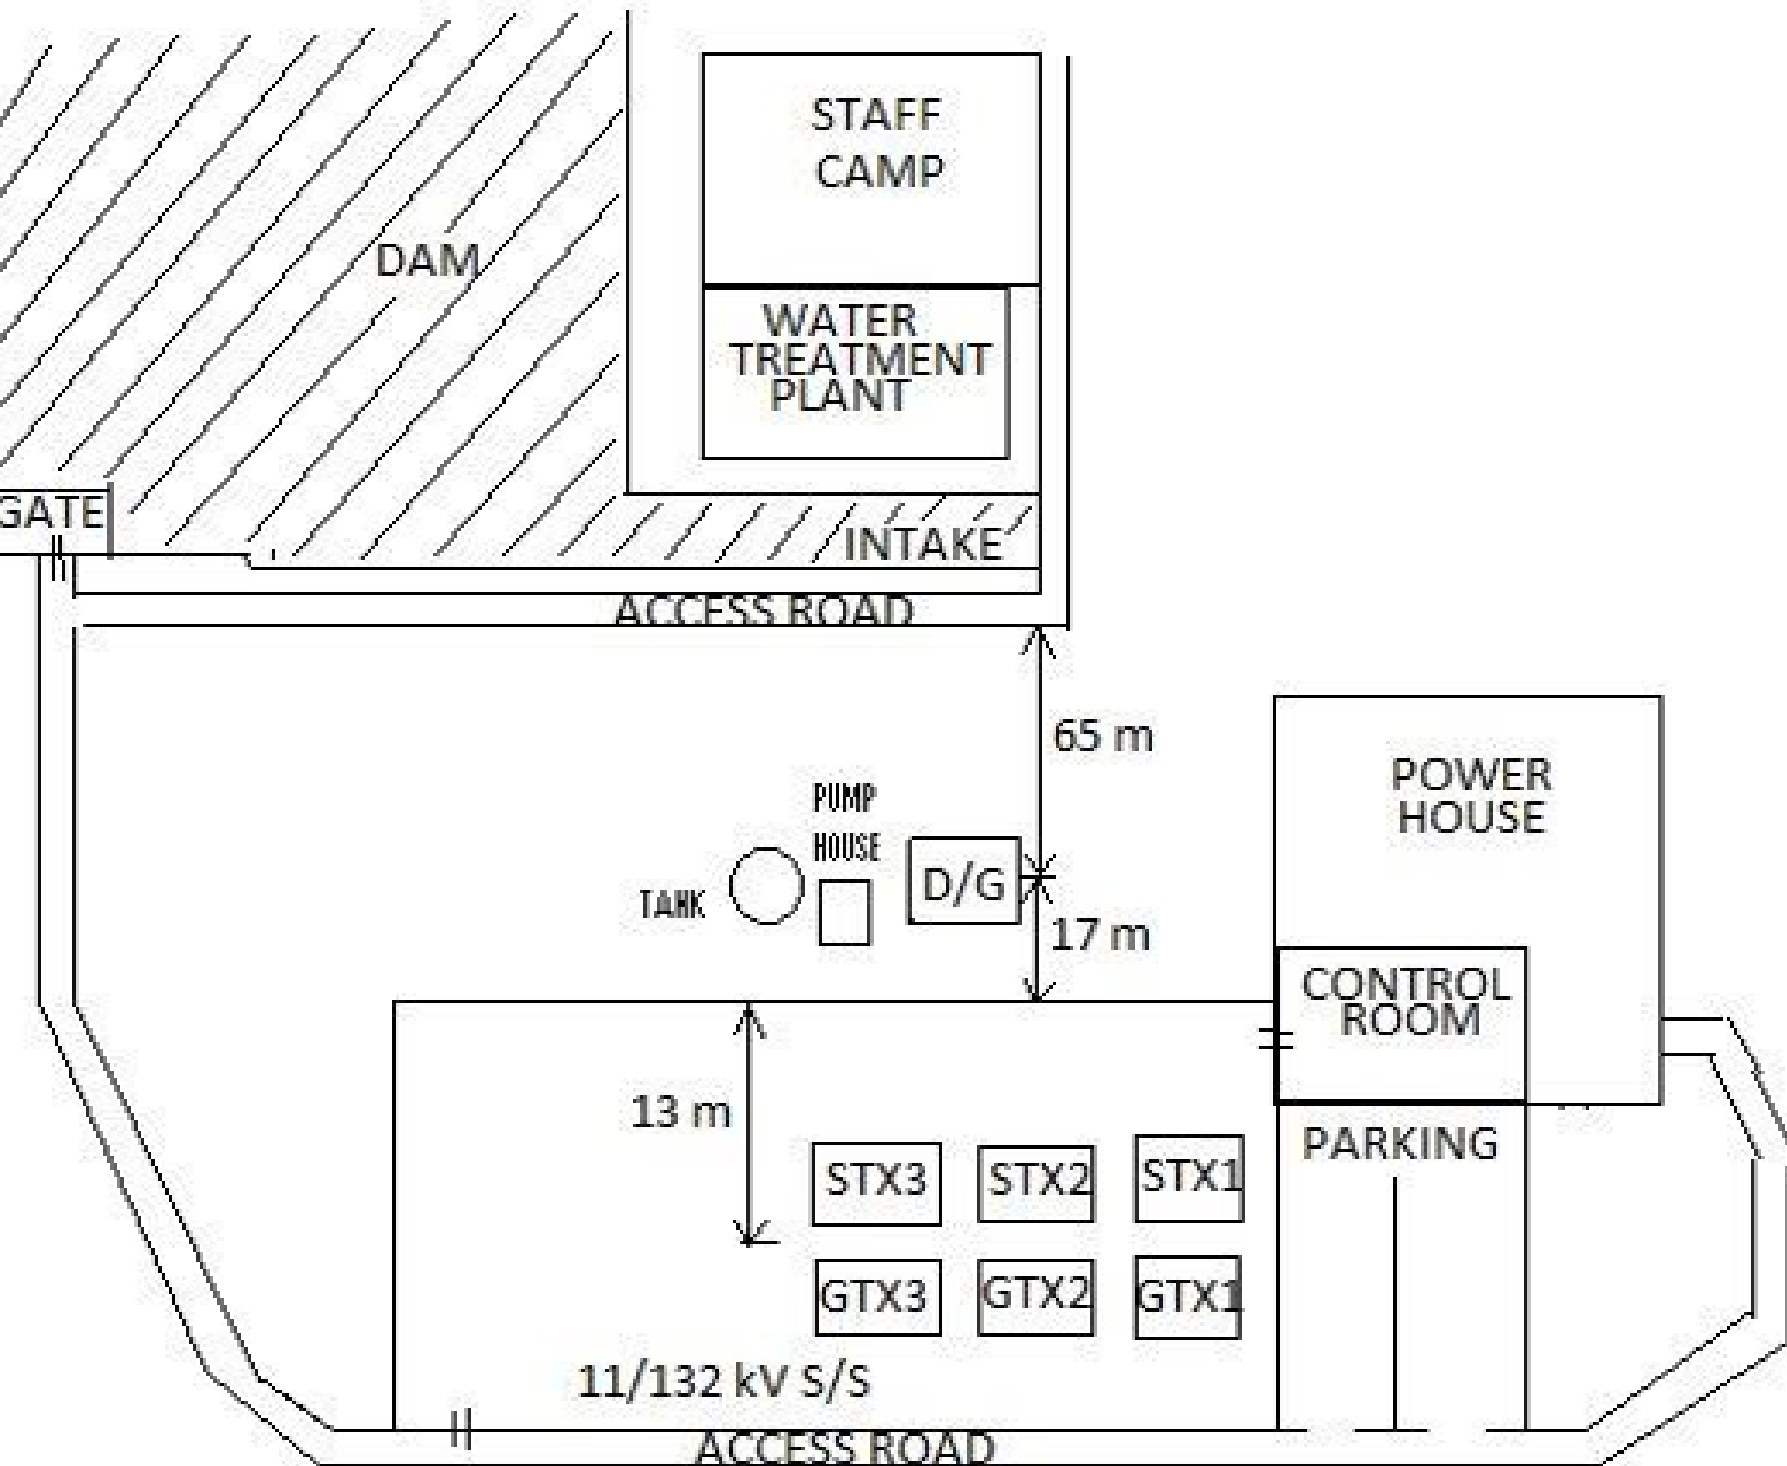 STAFF
CAMP
DAM
WATER
TREATMENT
PLANT
GATE
INTAKE
ACCESS ROAD
65 m
POWER
HOUSE
PUMP
HOUSE
TANK
D/G
17 m
CONTROL
ROOM
13 m
PARKING
STX3
STX2
STX1
GTX3
GTX2
GTX1
11/132 kV S/S
ACCESS ROAD